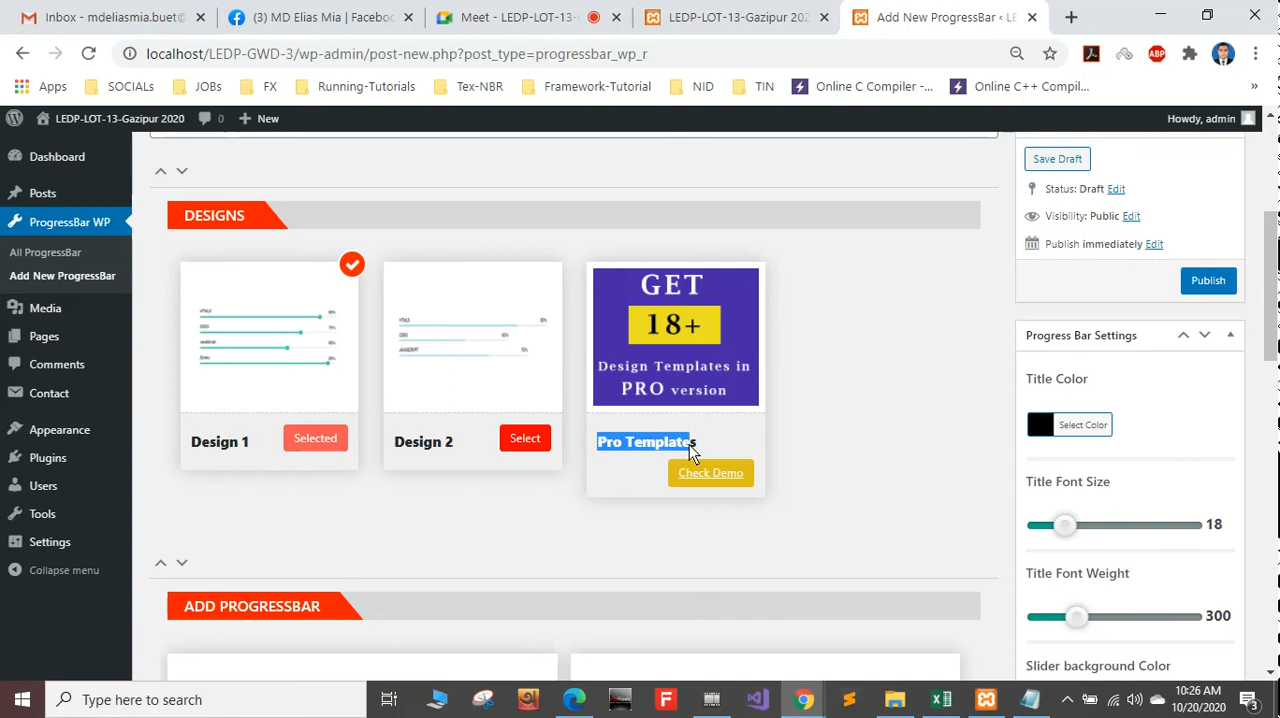 Inbox - mdeliasmia.buet@
(3) MD Elias Mia | Facebook
Meet - LEDP-LOT-13-
LEDP-LOT-13-Gazipur 202
Add New ProgressBar ‹ LE
localhost/LEDP-GWD-3/wp-admin/post-new.php?post_type=progressbar_wp_r
Apps
SOCIALs
JOBs
FX
Running-Tutorials
Tex-NBR
Framework-Tutorial
NID
TIN
Online C Compiler -...
Online C++ Compil...
»
LEDP-LOT-13-Gazipur 2020
0
New
Howdy, admin
Dashboard
Posts
ProgressBar WP
All ProgressBar
Add New ProgressBar
Media
Pages
Comments
Contact
Appearance
Plugins
Users
Tools
Settings
Collapse menu
DESIGNS
Design 1
Selected
Design 2
Select
GET
18+
Design Templates in
PRO version
Pro Templates
Check Demo
ADD PROGRESSBAR
Save Draft
Status: Draft Edit
Visibility: Public Edit
Publish immediately Edit
Publish
Progress Bar Settings
Title Color
Select Color
Title Font Size
18
Title Font Weight
300
Slider background Color
Type here to search
10:26 AM
10/20/2020
3